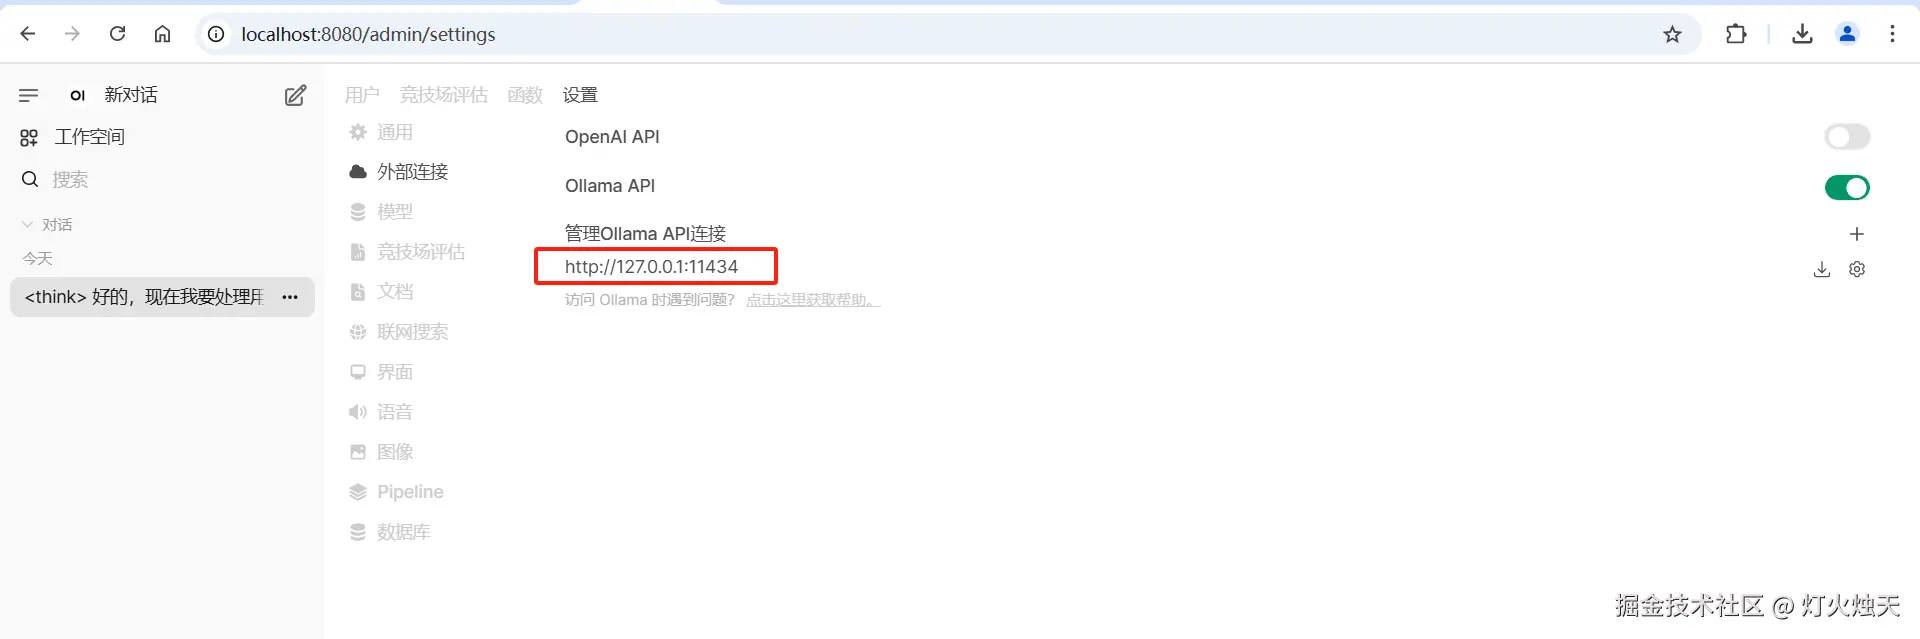 localhost:8080/admin/settings
OI 新对话
工作空间
搜索
对话
今天
<think> 好的，现在我要处理用
用户 竞技场评估 函数 设置
通用
外部连接
模型
竞技场评估
文档
联网搜索
界面
语音
图像
Pipeline
数据库
OpenAI API
Ollama API
管理Ollama API连接
http://127.0.0.1:11434
访问 Ollama 时遇到问题？ 点击这里获取帮助。
掘金技术社区 @ 灯火烛天